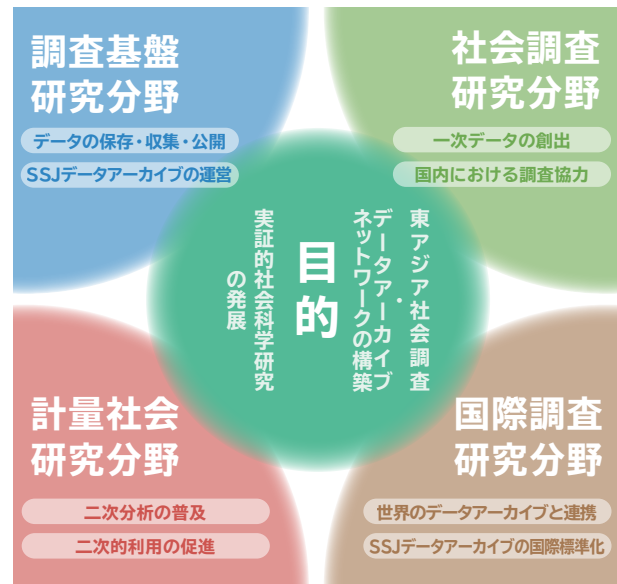 調査基盤
研究分野
データの保存・収集・公開
SSJデータアーカイブの運営
社会調査
研究分野
一次データの創出
国内における調査協力
目的
東アジア社会調査・
データアーカイブ
ネットワークの構築
実証的社会科学研究
の発展
計量社会
研究分野
二次分析の普及
二次的利用の促進
国際調査
研究分野
世界のデータアーカイブと連携
SSJデータアーカイブの国際標準化